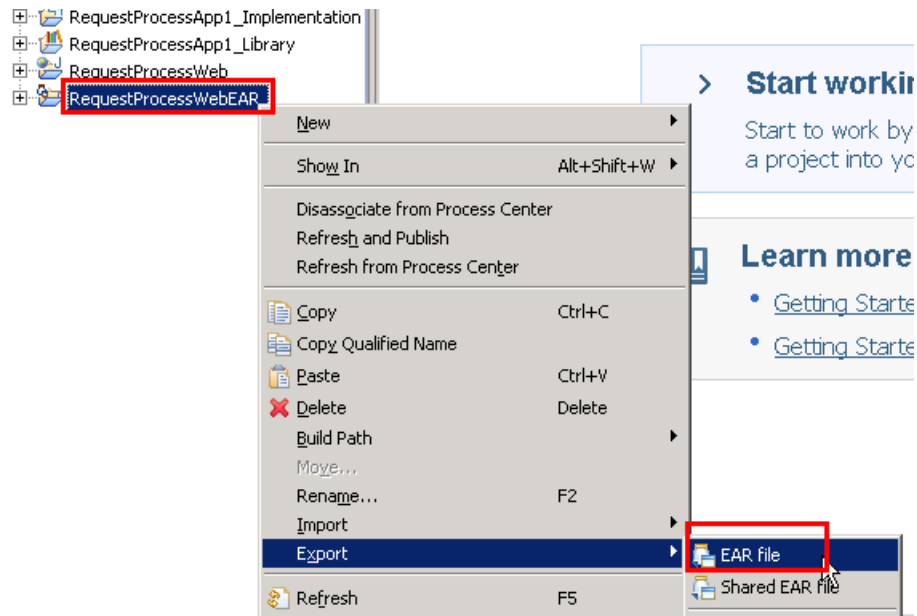 RequestProcessApp1_Implementation
RequestProcessApp1_Library
RequestProcessWeb
RequestProcessWebEAR
Start workin
Start to work by
a project into yo
Learn more
Getting Starte
Getting Starte
New
Show In Alt+Shift+W
Disassociate from Process Center
Refresh and Publish
Refresh from Process Center
Copy Ctrl+C
Copy Qualified Name
Paste Ctrl+V
Delete Delete
Build Path
Move...
Rename... F2
Import
Export
EAR file
Shared EAR file
Refresh F5